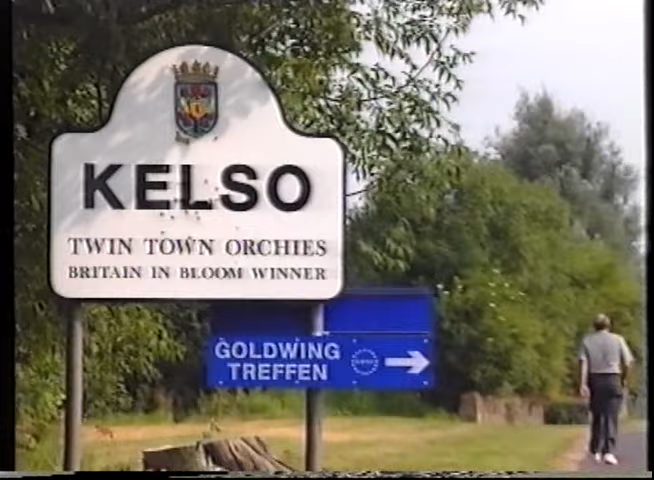 KELSO
TWIN TOWN ORCHIES
BRITAIN IN BLOOM WINNER
GOLDWING
TREFFEN